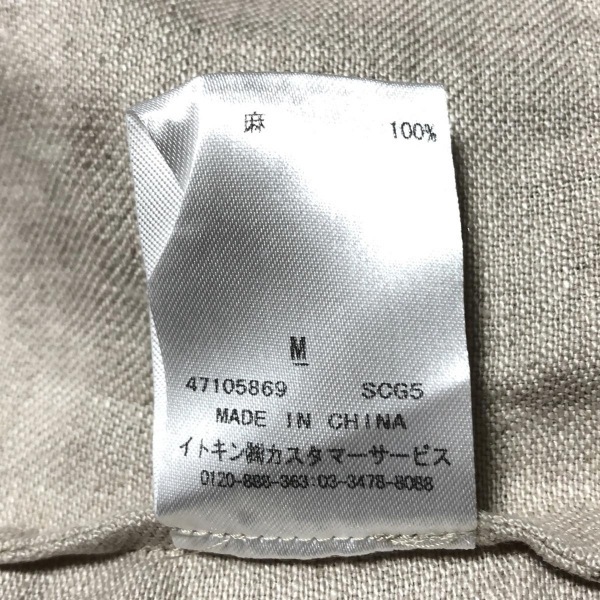 麻 100%
M
47105869 SCG5
MADE IN CHINA
イトキン㈱カスタマーサービス
0120-888-363:03-3478-8088